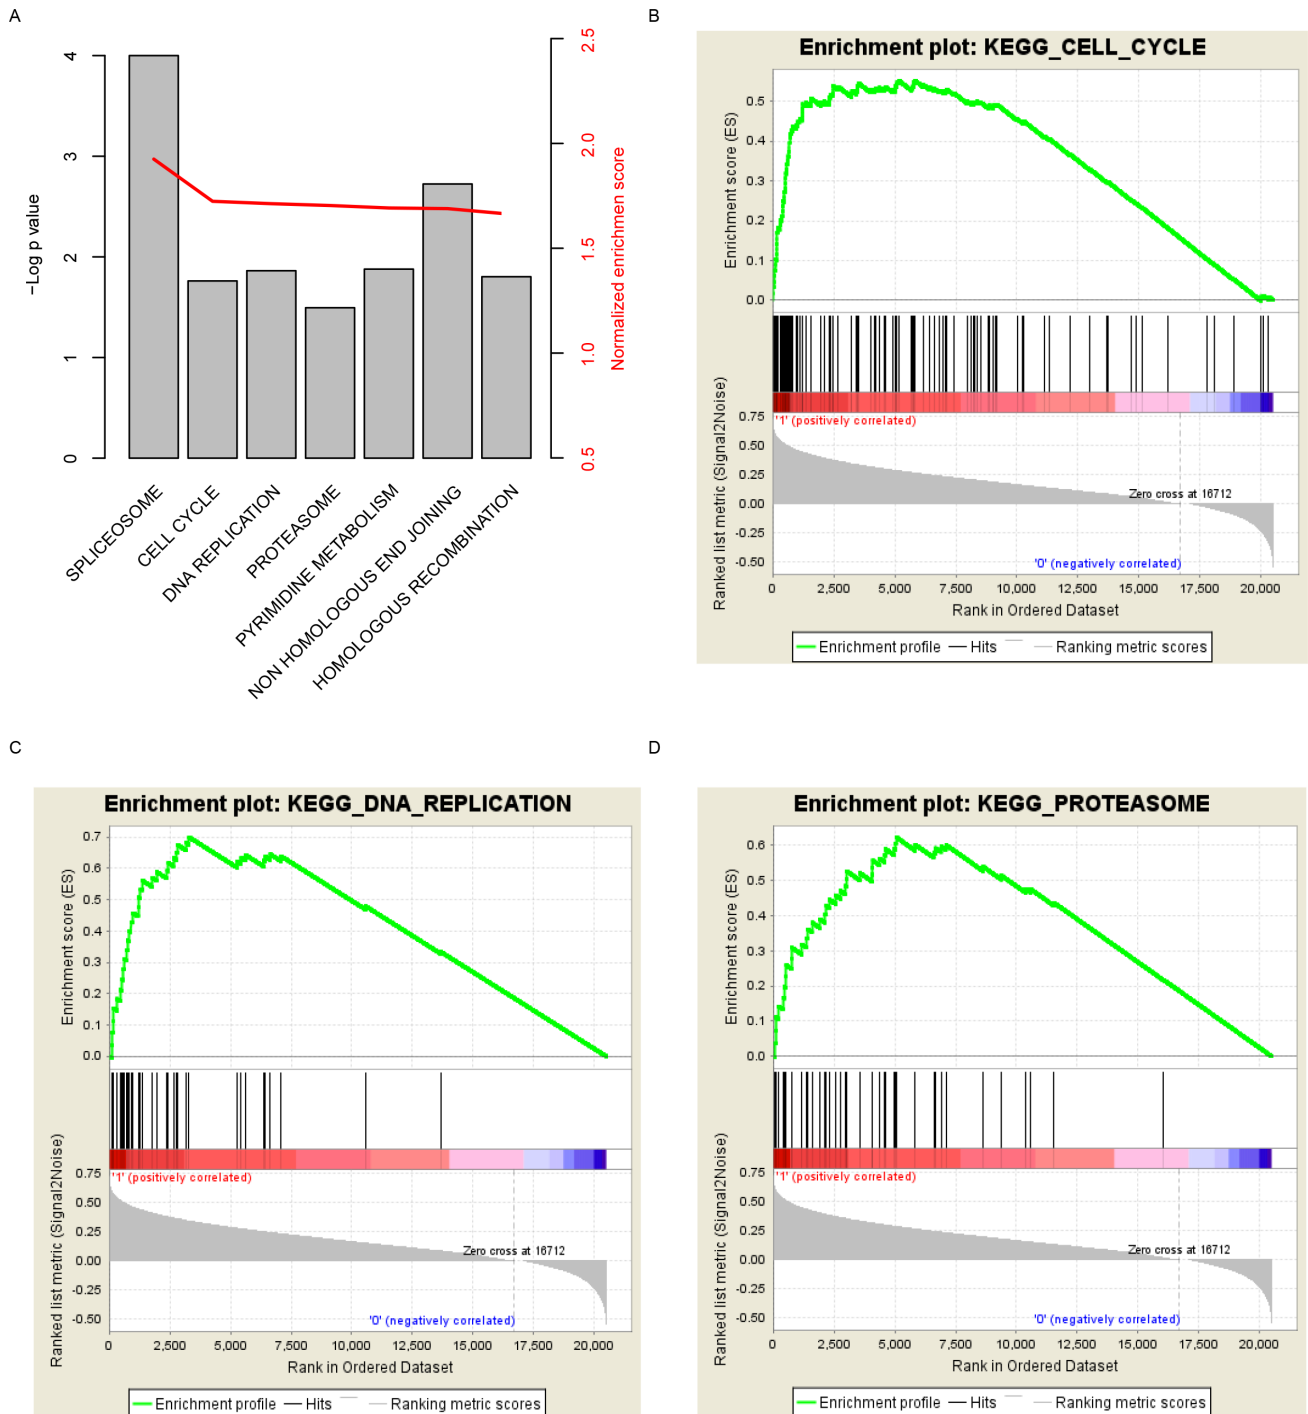 A
4
3
2
1
0
−Log p value
2.5
2.0
1.5
1.0
0.5
Normalized enrichmen score
SPLICEOSOME
CELL CYCLE
DNA REPLICATION
PROTEASOME
PYRIMIDINE METABOLISM
NON HOMOLOGOUS END JOINING
HOMOLOGOUS RECOMBINATION
B
Enrichment plot: KEGG_CELL_CYCLE
Enrichment score (ES)
0.5
0.4
0.3
0.2
0.1
0.0
Ranked list metric (Signal2Noise)
0.75
0.50
0.25
0.00
-0.25
-0.50
'1' (positively correlated)
Zero cross at 16712
'0' (negatively correlated)
0 2,500 5,000 7,500 10,000 12,500 15,000 17,500 20,000
Rank in Ordered Dataset
Enrichment profile Hits Ranking metric scores
C
Enrichment plot: KEGG_DNA_REPLICATION
Enrichment score (ES)
0.7
0.6
0.5
0.4
0.3
0.2
0.1
0.0
Ranked list metric (Signal2Noise)
0.75
0.50
0.25
0.00
-0.25
-0.50
'1' (positively correlated)
Zero cross at 16712
'0' (negatively correlated)
0 2,500 5,000 7,500 10,000 12,500 15,000 17,500 20,000
Rank in Ordered Dataset
Enrichment profile Hits Ranking metric scores
D
Enrichment plot: KEGG_PROTEASOME
Enrichment score (ES)
0.6
0.5
0.4
0.3
0.2
0.1
0.0
Ranked list metric (Signal2Noise)
0.75
0.50
0.25
0.00
-0.25
-0.50
'1' (positively correlated)
Zero cross at 16712
'0' (negatively correlated)
0 2,500 5,000 7,500 10,000 12,500 15,000 17,500 20,000
Rank in Ordered Dataset
Enrichment profile Hits Ranking metric scores